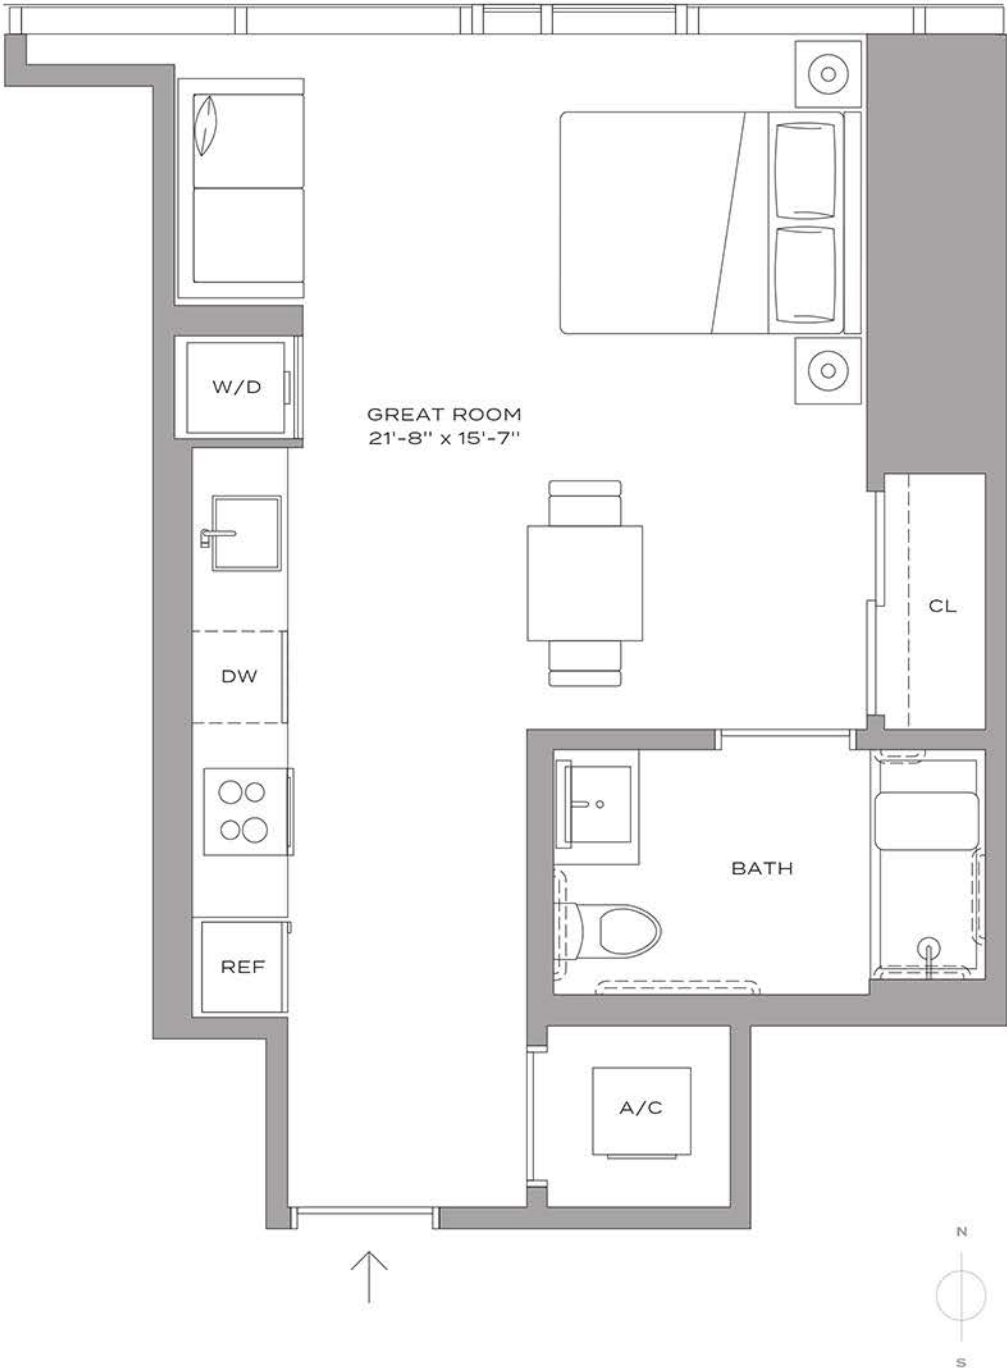 W/D
GREAT ROOM
21'-8" x 15'-7"
CL
DW
BATH
REF
A/C
N
S